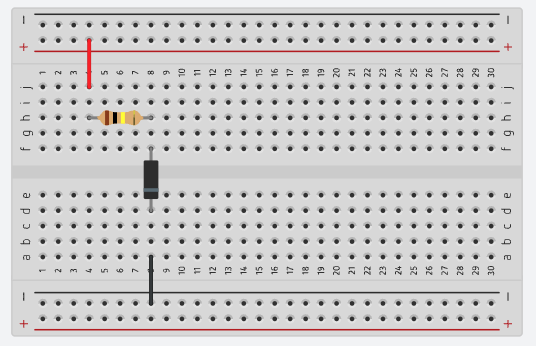 − −
+ +
1 2 3 5 6 7 8 9 10 11 12 13 14 15 16 17 18 19 20 21 22 23 24 25 26 27 28 29 30
j j
i i
h h
g g
f f
e e
d d
c c
b b
a a
1 2 3 4 5 6 7 9 10 11 12 13 14 15 16 17 18 19 20 21 22 23 24 25 26 27 28 29 30
− −
+ +